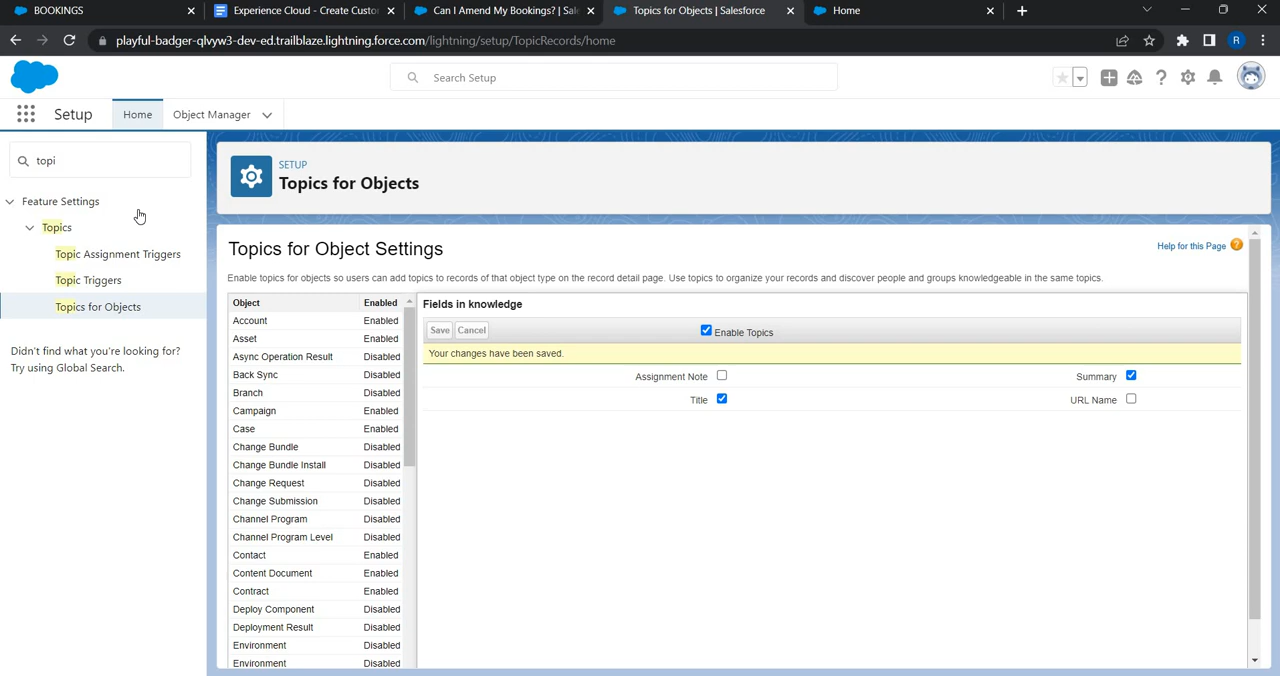 BOOKINGS
Experience Cloud - Create Custo
Can I Amend My Bookings? | Sal
Topics for Objects | Salesforce
Home
playful-badger-qlvyw3-dev-ed.trailblaze.lightning.force.com/lightning/setup/TopicRecords/home
R
Search Setup
Setup
Home
Object Manager
topi
Feature Settings
Topics
Topic Assignment Triggers
Topic Triggers
Topics for Objects
Didn't find what you're looking for?
Try using Global Search.
SETUP
Topics for Objects
Topics for Object Settings
Help for this Page
Enable topics for objects so users can add topics to records of that object type on the record detail page. Use topics to organize your records and discover people and groups knowledgeable in the same topics.
Object Enabled
Account Enabled
Asset Enabled
Async Operation Result Disabled
Back Sync Disabled
Branch Disabled
Campaign Enabled
Case Enabled
Change Bundle Disabled
Change Bundle Install Disabled
Change Request Disabled
Change Submission Disabled
Channel Program Disabled
Channel Program Level Disabled
Contact Enabled
Content Document Enabled
Contract Enabled
Deploy Component Disabled
Deployment Result Disabled
Environment Disabled
Environment Disabled
Fields in knowledge
Save Cancel
Enable Topics
Your changes have been saved.
Assignment Note
Summary
Title
URL Name